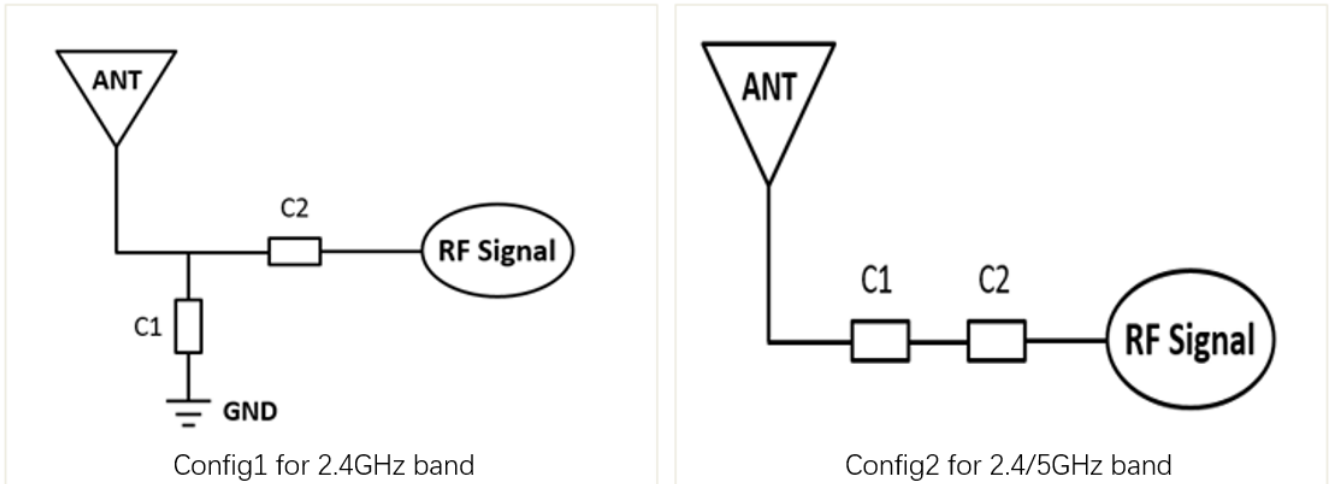 ANT
C2
RF Signal
C1
GND
Config1 for 2.4GHz band
ANT
C1 C2
RF Signal
Config2 for 2.4/5GHz band